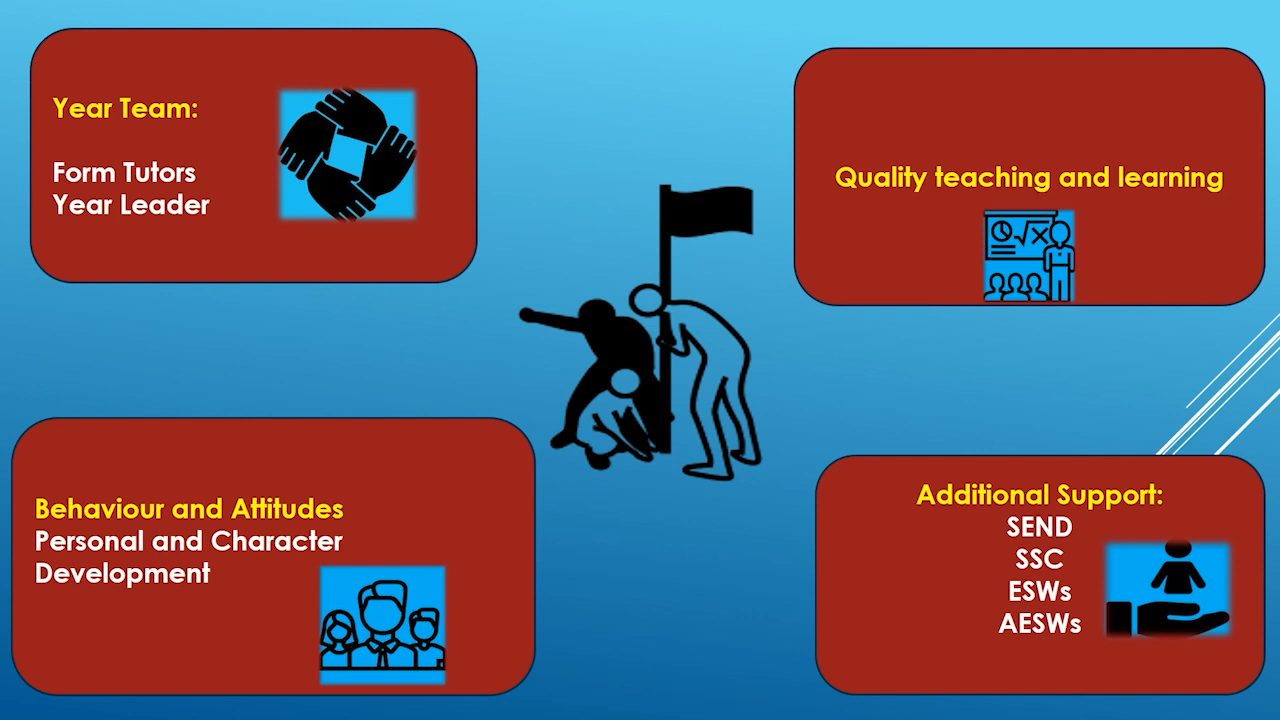 Year Team:
Form Tutors
Year Leader
Quality teaching and learning
√x
Behaviour and Attitudes
Personal and Character
Development
Additional Support:
SEND
SSC
ESWs
AESWs